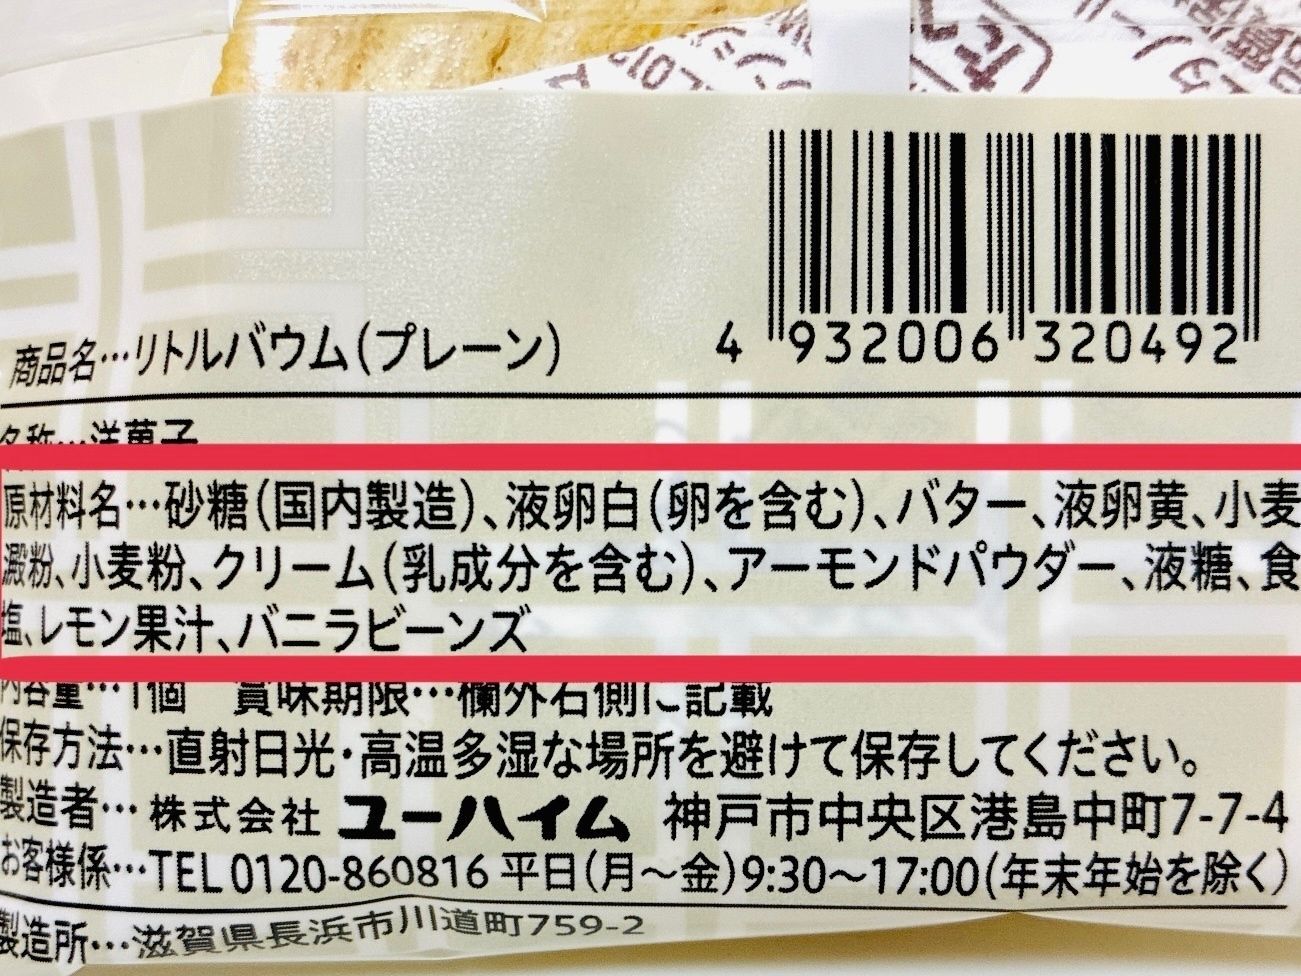 商品名…リトルバウム(プレーン)
4 932006 320492
名称…洋菓子
原材料名…砂糖(国内製造)、液卵白(卵を含む)、バター、液卵黄、小麦
澱粉、小麦粉、クリーム(乳成分を含む)、アーモンドパウダー、液糖、食
塩、レモン果汁、バニラビーンズ
内容量…1個 賞味期限…欄外右側に記載
保存方法…直射日光・高温多湿な場所を避けて保存してください。
製造者…株式会社 ユーハイム 神戸市中央区港島中町7-7-4
お客様係…TEL 0120-860816 平日(月〜金)9:30〜17:00(年末年始を除く)
製造所…滋賀県長浜市川道町759-2